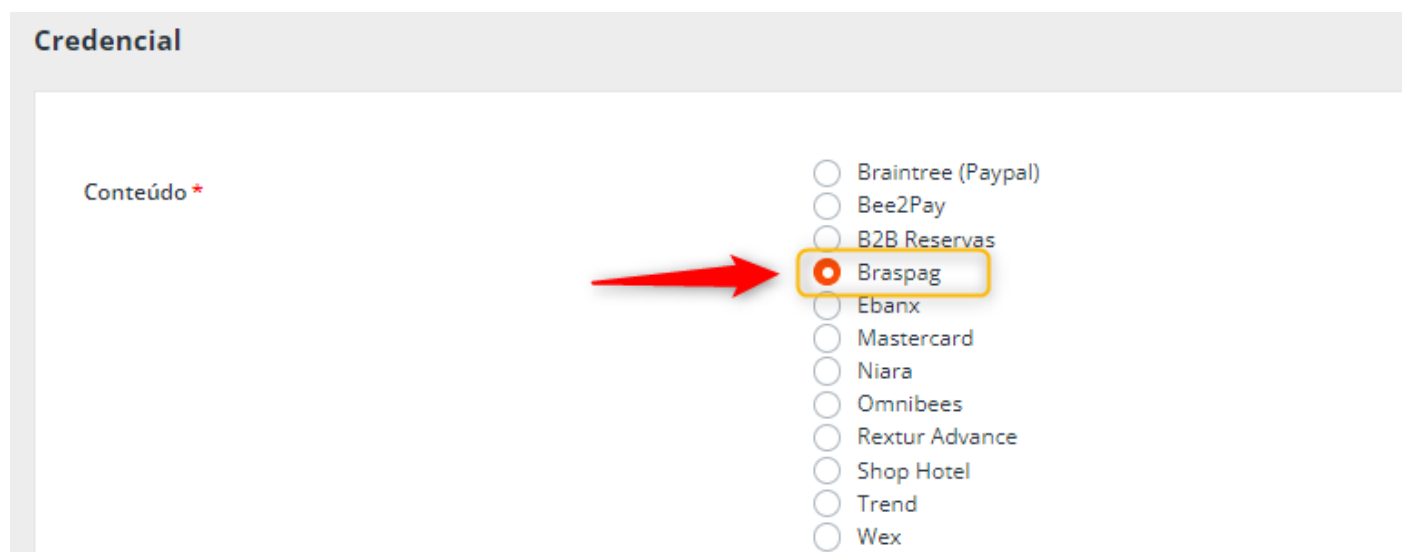 Credencial
Conteúdo *
Braintree (Paypal)
Bee2Pay
B2B Reservas
Braspag
Ebanx
Mastercard
Niara
Omnibees
Rextur Advance
Shop Hotel
Trend
Wex